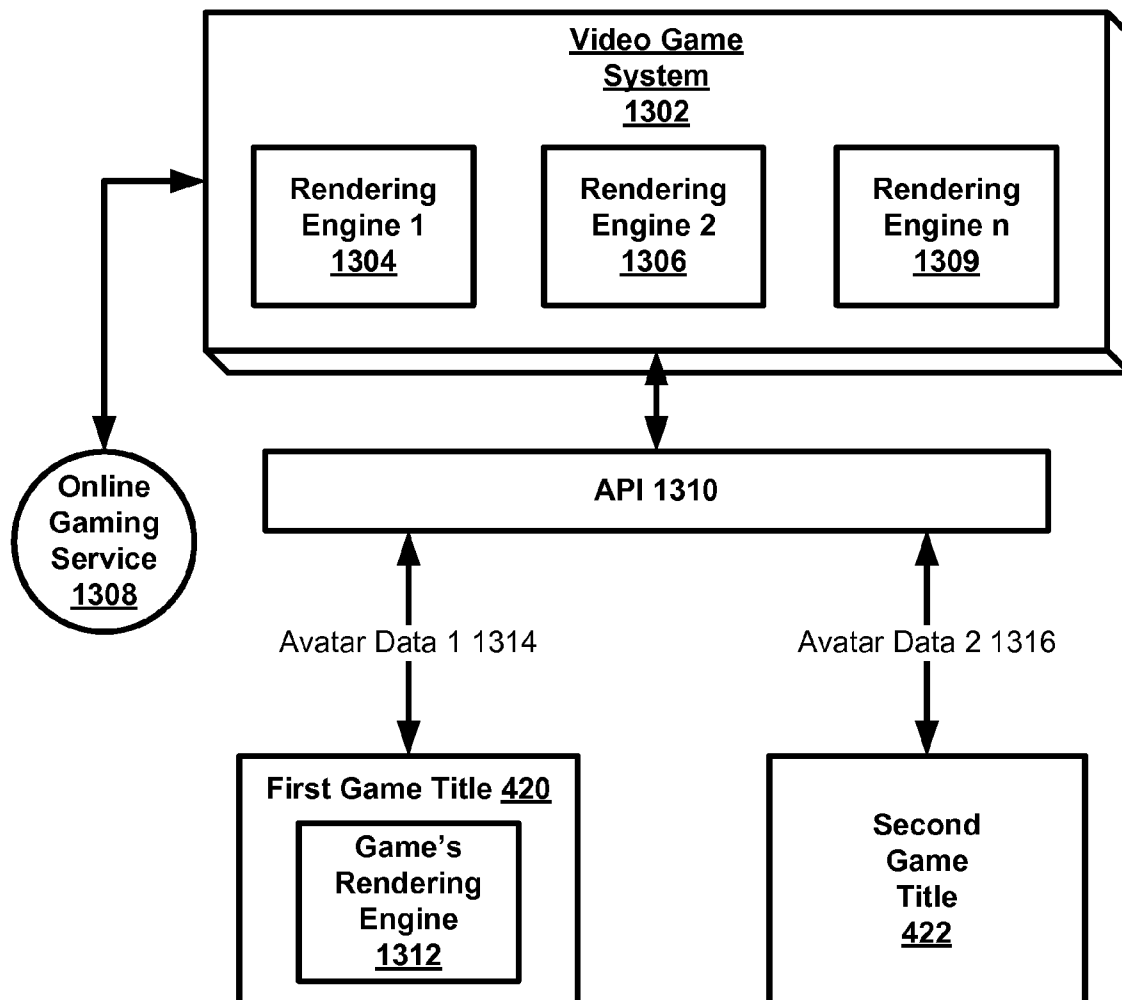 Video Game
System
1302
Rendering
Engine 1
1304
Rendering
Engine 2
1306
Rendering
Engine n
1309
Online
Gaming
Service
1308
API 1310
Avatar Data 1 1314
Avatar Data 2 1316
First Game Title 420
Game's
Rendering
Engine
1312
Second
Game
Title
422